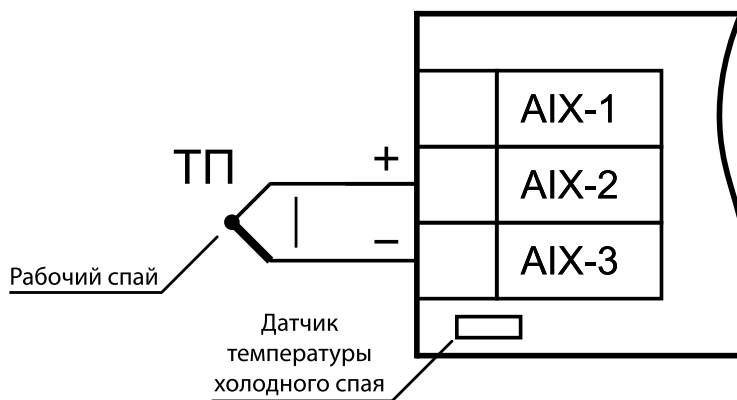 AIX-1
ТП
+
AIX-2
–
AIX-3
Рабочий спай
Датчик
температуры
холодного спая